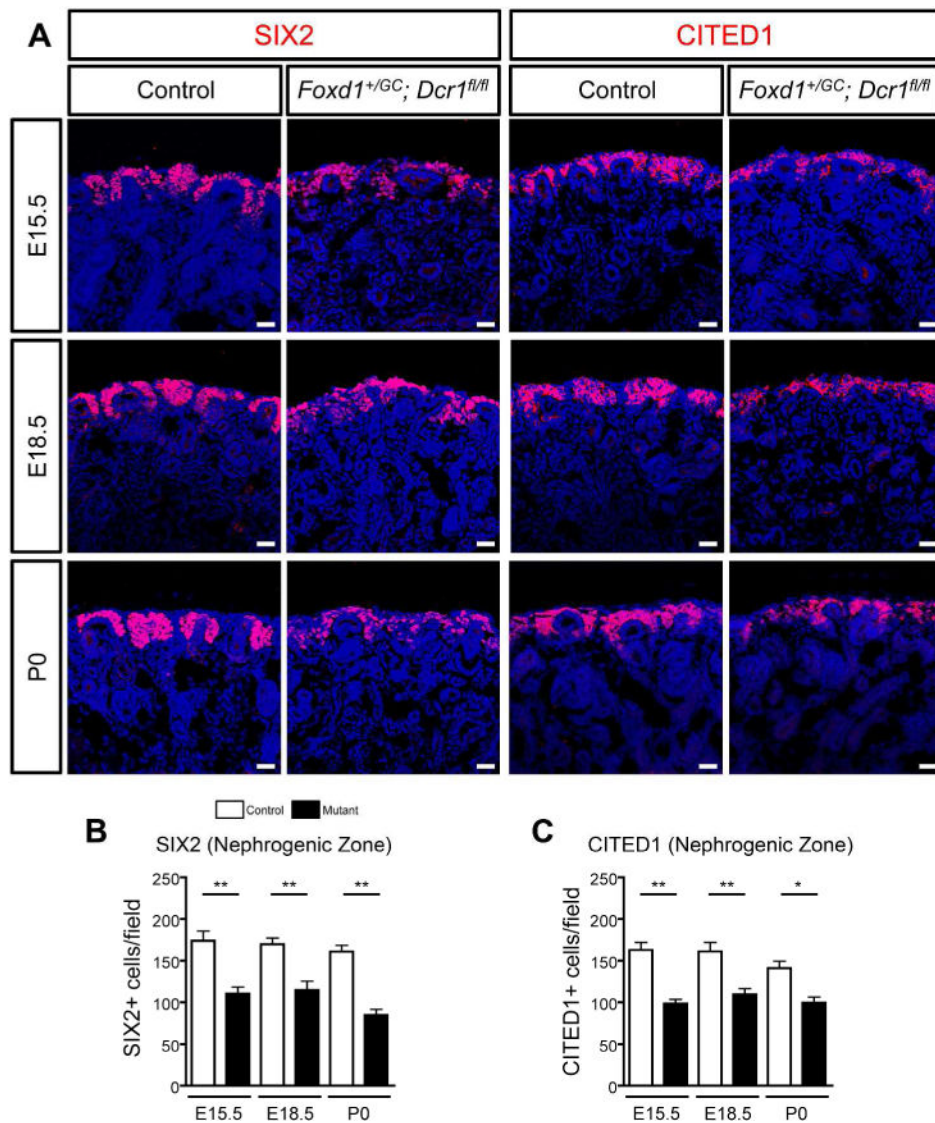 A
SIX2
CITED1
Control
Foxd1+/GC; Dcr1fl/fl
Control
Foxd1+/GC; Dcr1fl/fl
E15.5
E18.5
P0
Control
Mutant
B
SIX2 (Nephrogenic Zone)
SIX2+ cells/field
250
200
150
100
50
0
**
**
**
E15.5
E18.5
P0
C
CITED1 (Nephrogenic Zone)
CITED1+ cells/field
250
200
150
100
50
0
**
**
*
E15.5
E18.5
P0